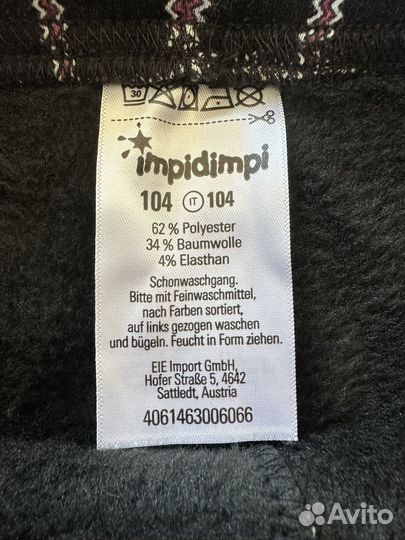 30
impidimpi
104 IT 104
62 % Polyester
34 % Baumwolle
4% Elasthan
Schonwaschgang.
Bitte mit Feinwaschmittel,
nach Farben sortiert,
auf links gezogen waschen
und bügeln. Feucht in Form ziehen.
EIE Import GmbH,
Hofer Straße 5, 4642
Sattledt, Austria
4061463006066
Avito